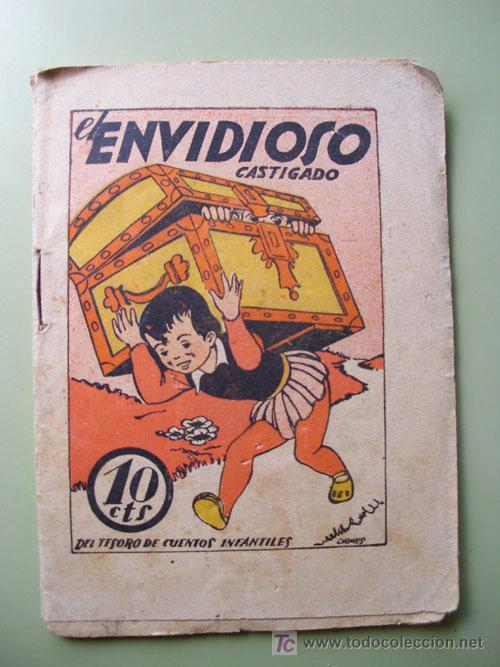 el
ENVIDIOSO
CASTIGADO
10
cts
DEL TESORO DE CUENTOS INFANTILES
TC www.todocoleccion.net